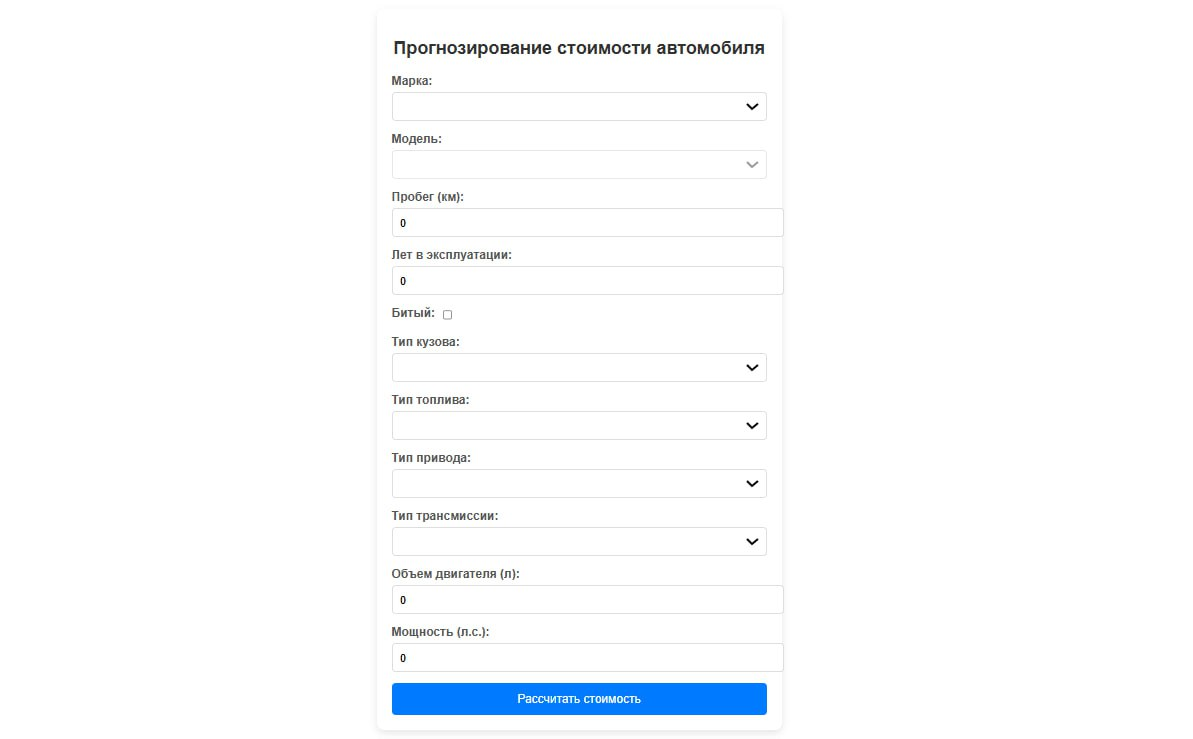 Прогнозирование стоимости автомобиля
Марка:
Модель:
Пробег (км):
0
Лет в эксплуатации:
0
Битый:
Тип кузова:
Тип топлива:
Тип привода:
Тип трансмиссии:
Объем двигателя (л):
0
Мощность (л.с.):
0
Рассчитать стоимость